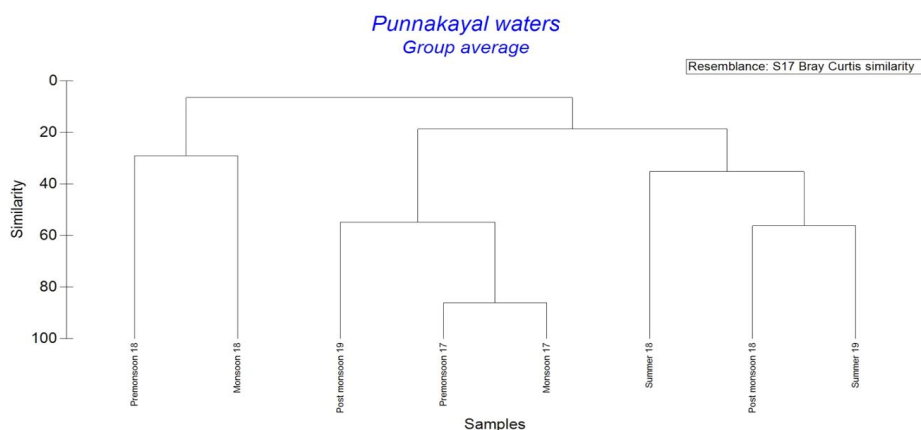 Punnakayal waters
Group average
Resemblance: S17 Bray Curtis similarity
0
20
40
60
80
100
Similarity
Premonsoon 18
Monsoon 18
Post monsoon 19
Premonsoon 17
Monsoon 17
Summer 18
Post monsoon 18
Summer 19
Samples